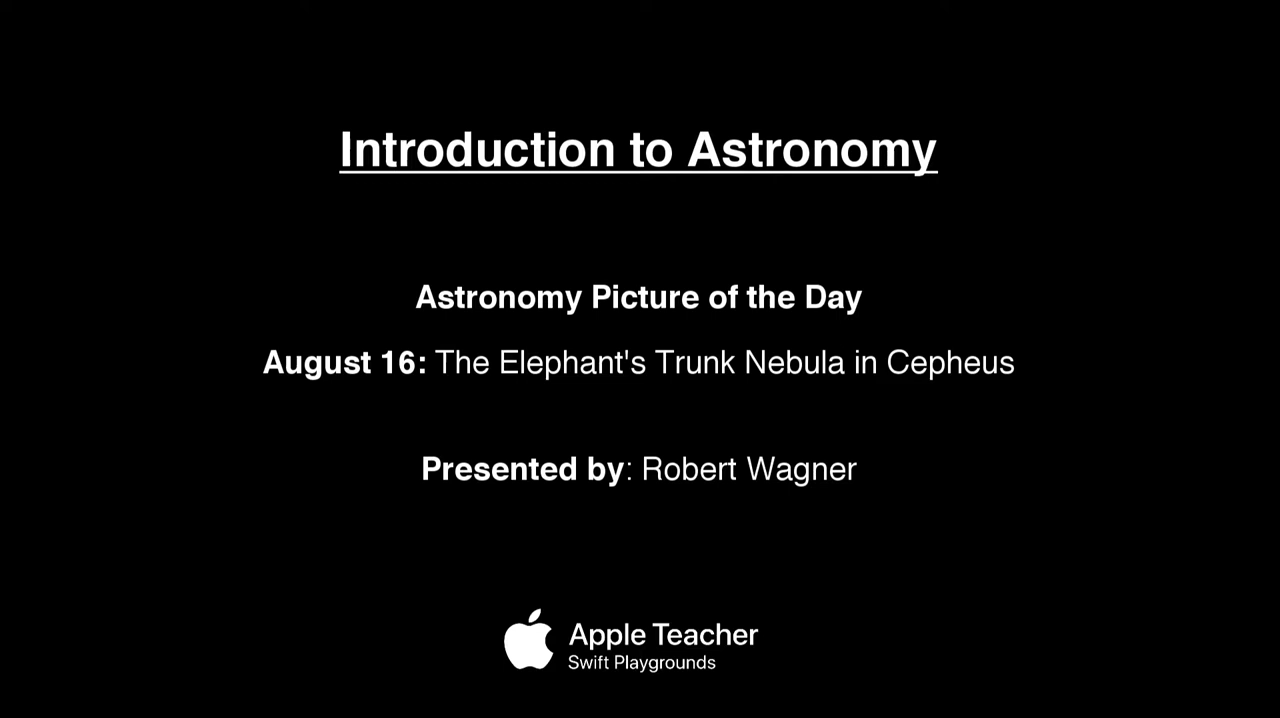 Introduction to Astronomy
Astronomy Picture of the Day
August 16: The Elephant's Trunk Nebula in Cepheus
Presented by: Robert Wagner
Apple Teacher
Swift Playgrounds